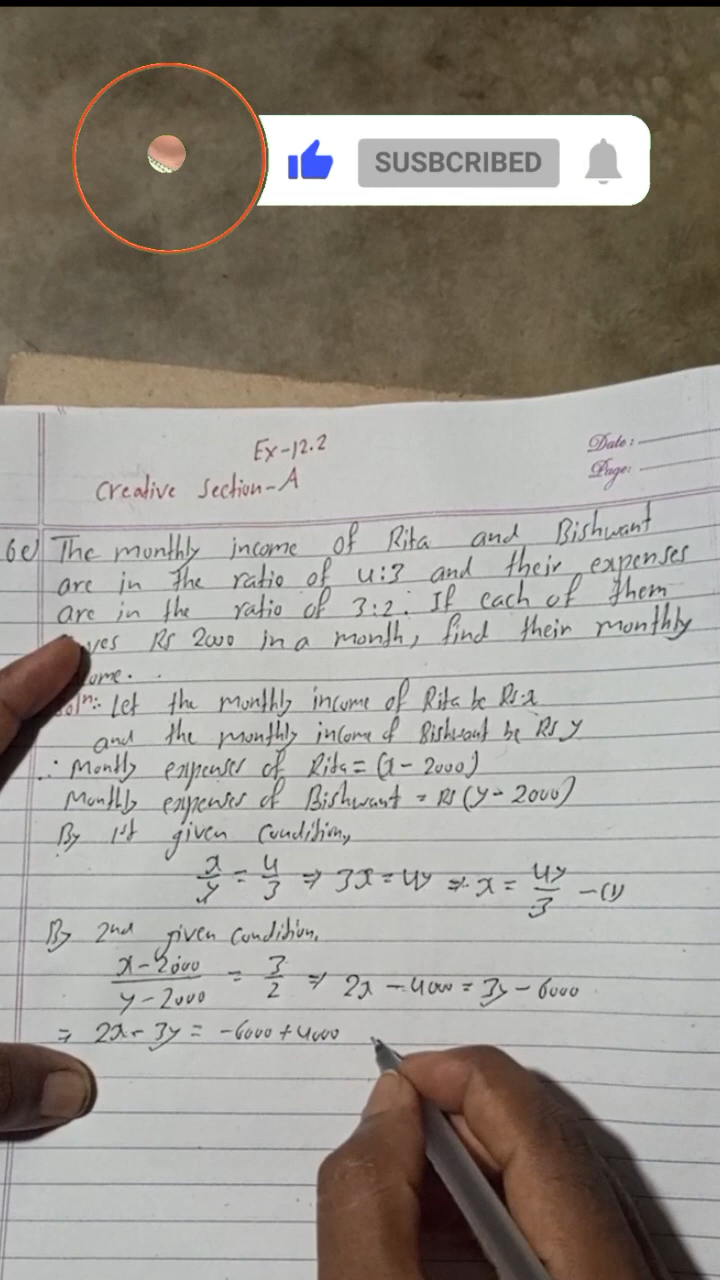 SUSBCRIBED
Ex-12.2
Date:
Page:
Creative Section-A
6c) The monthly income of Rita and Bishwant
are in the ratio of 4:3 and their expenses
are in the ratio of 3:2. If each of them
ves Rs 2000 in a month, find their monthly
ome.
Soln: Let the monthly income of Rita be Rs.x
and the monthly income of Bishwant be Rs y
∴ Monthly expenses of Rita = (x - 2000)
Monthly expenses of Bishwant = Rs (y - 2000)
By 1st given condition,
x/y = 4/3 ⇒ 3x = 4y ⇒ x = 4y/3 -(1)
By 2nd given condition,
x-2000/y-2000 = 3/2 ⇒ 2x - 4000 = 3y - 6000
⇒ 2x - 3y = -6000 + 4000